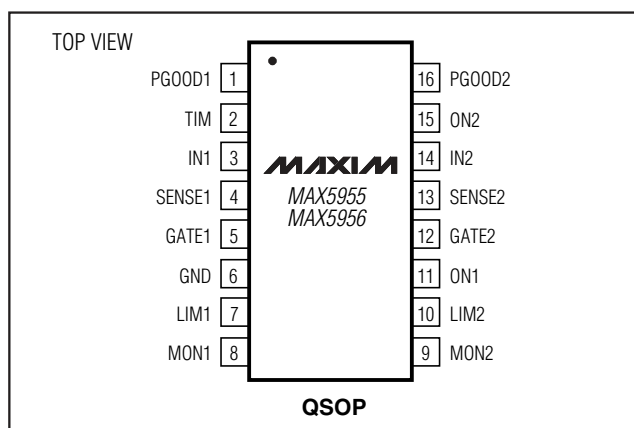 TOP VIEW
PGOOD1 1
16 PGOOD2
TIM 2
15 ON2
IN1 3
14 IN2
MAXIM
SENSE1 4
MAX5955
13 SENSE2
MAX5956
GATE1 5
12 GATE2
GND 6
11 ON1
LIM1 7
10 LIM2
MON1 8
9 MON2
QSOP